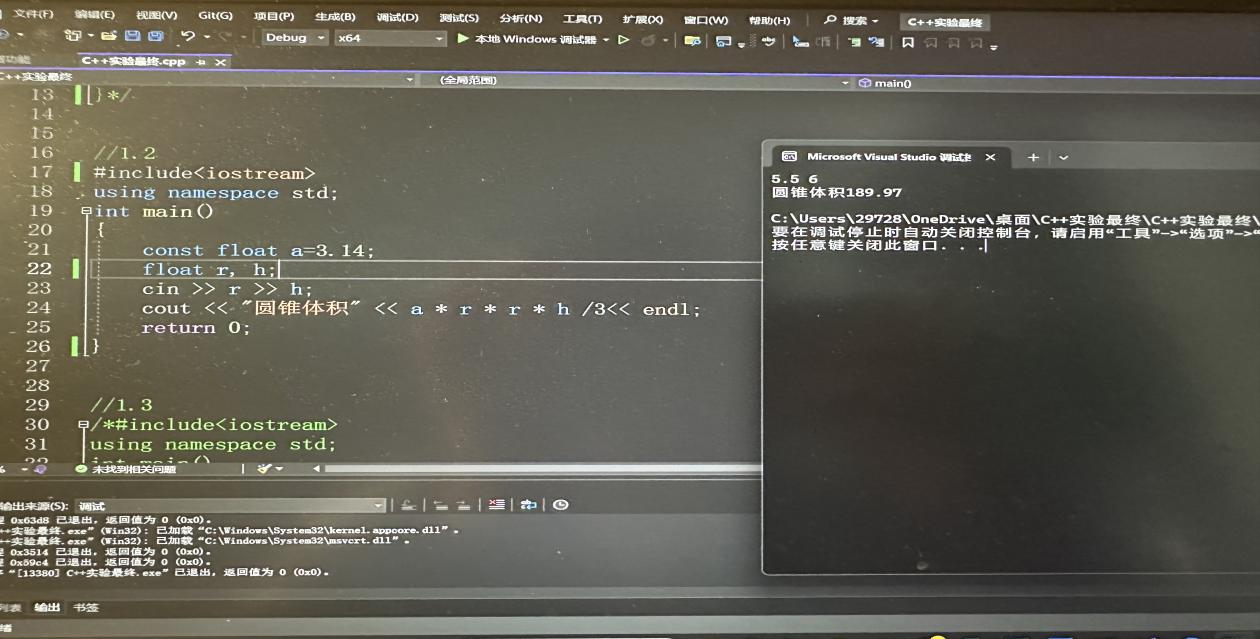 文件(F) 编辑(E) 视图(V) Git(G) 项目(P) 生成(B) 调试(D) 测试(S) 分析(N) 工具(T) 扩展(X) 窗口(W) 帮助(H) 搜索 C++实验最终
Debug x64 本地 Windows 调试器
C++实验最终.cpp
C++实验最终 (全局范围) main()
13 }*/
14
15
16 //1.2
17 #include<iostream>
18 using namespace std;
19 int main()
20 {
21 const float a=3.14;
22 float r, h;
23 cin >> r >> h;
24 cout << "圆锥体积" << a * r * r * h /3<< endl;
25 return 0;
26 }
27
28
29 //1.3
30 /*#include<iostream>
31 using namespace std;
32 int main()
未找到相关问题
Microsoft Visual Studio 调试
5.5 6
圆锥体积189.97
C:\Users\29728\OneDrive\桌面\C++实验最终\C++实验最终\
要在调试停止时自动关闭控制台，请启用“工具”->“选项”->“
按任意键关闭此窗口. . .
输出来源(S): 调试
0x63d8 已退出，返回值为 0 (0x0)。
++实验最终.exe” (Win32): 已加载 “C:\Windows\System32\kernel.appcore.dll”。
++实验最终.exe” (Win32): 已加载 “C:\Windows\System32\msvcrt.dll”。
0x3514 已退出，返回值为 0 (0x0)。
0x59c4 已退出，返回值为 0 (0x0)。
“[13380] C++实验最终.exe” 已退出，返回值为 0 (0x0)。
列表 输出 书签